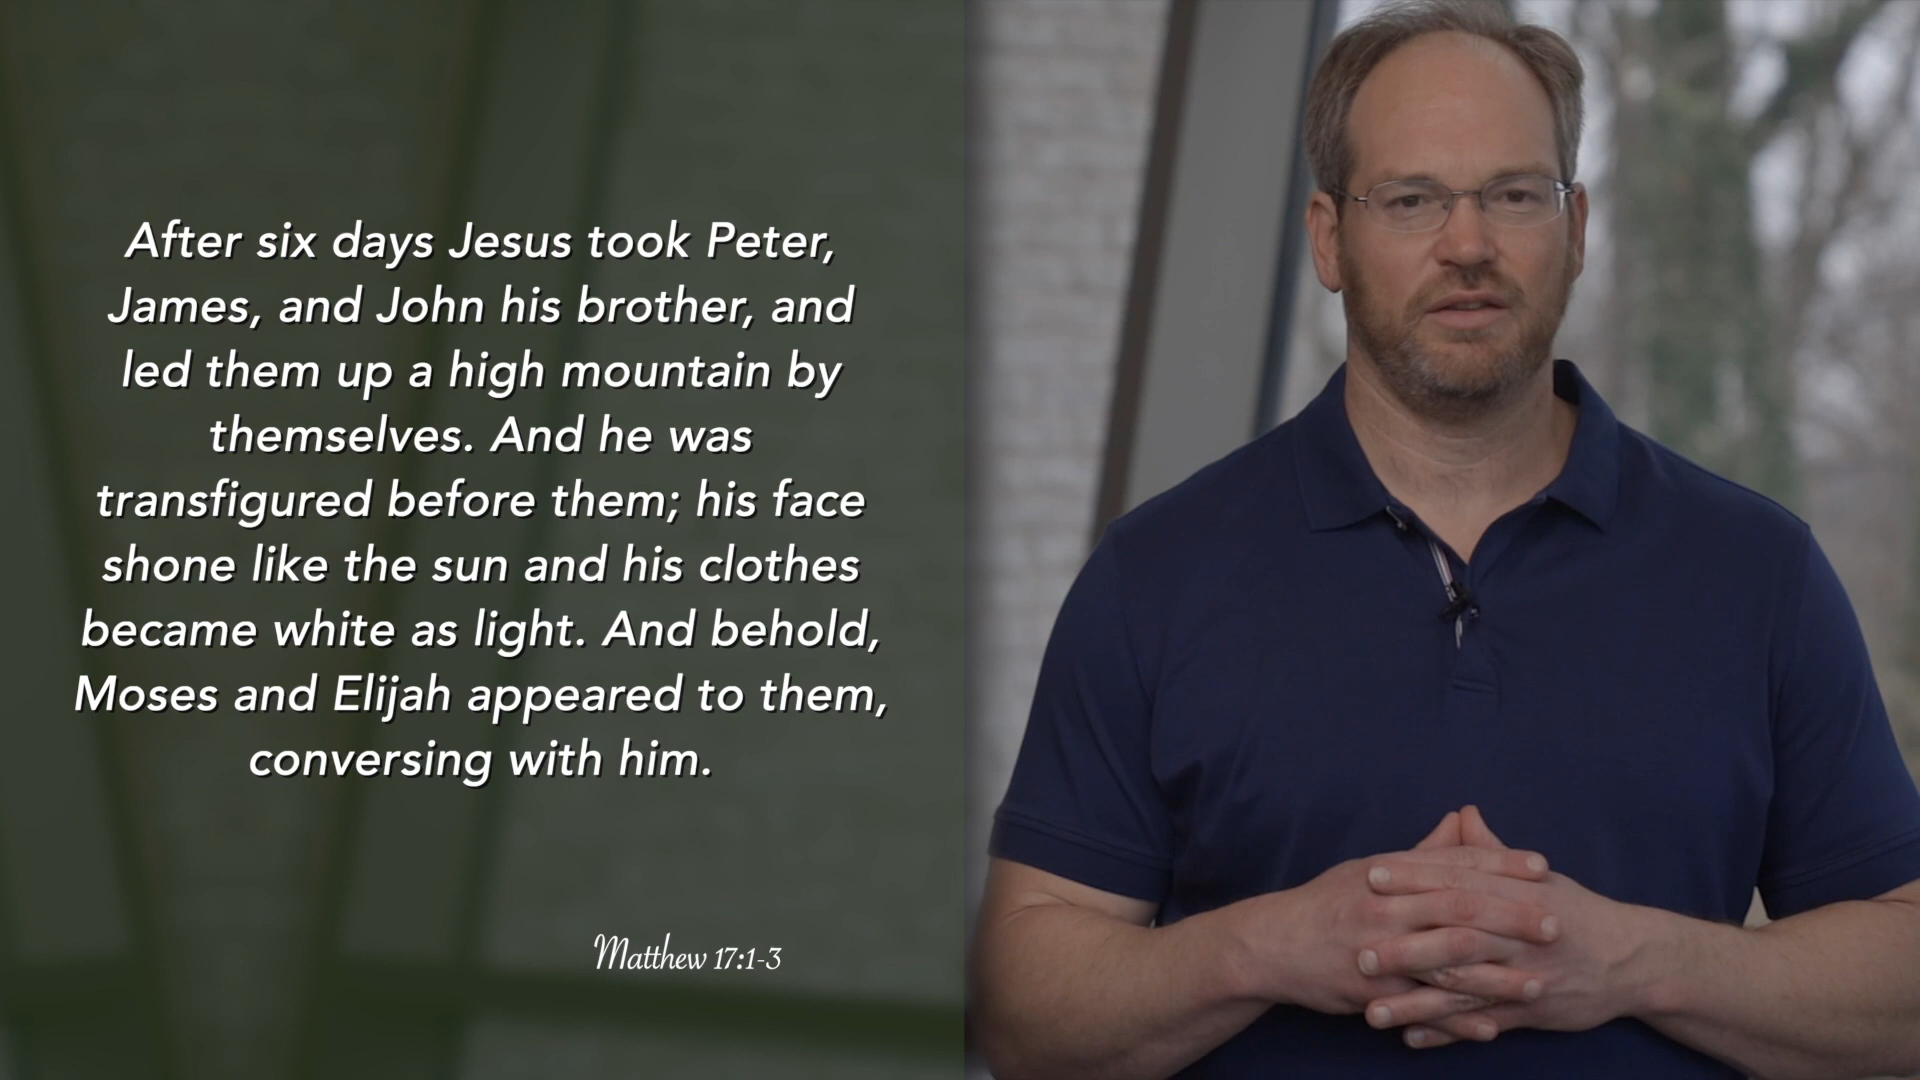 After six days Jesus took Peter,
James, and John his brother, and
led them up a high mountain by
themselves. And he was
transfigured before them; his face
shone like the sun and his clothes
became white as light. And behold,
Moses and Elijah appeared to them,
conversing with him.
Matthew 17:1-3